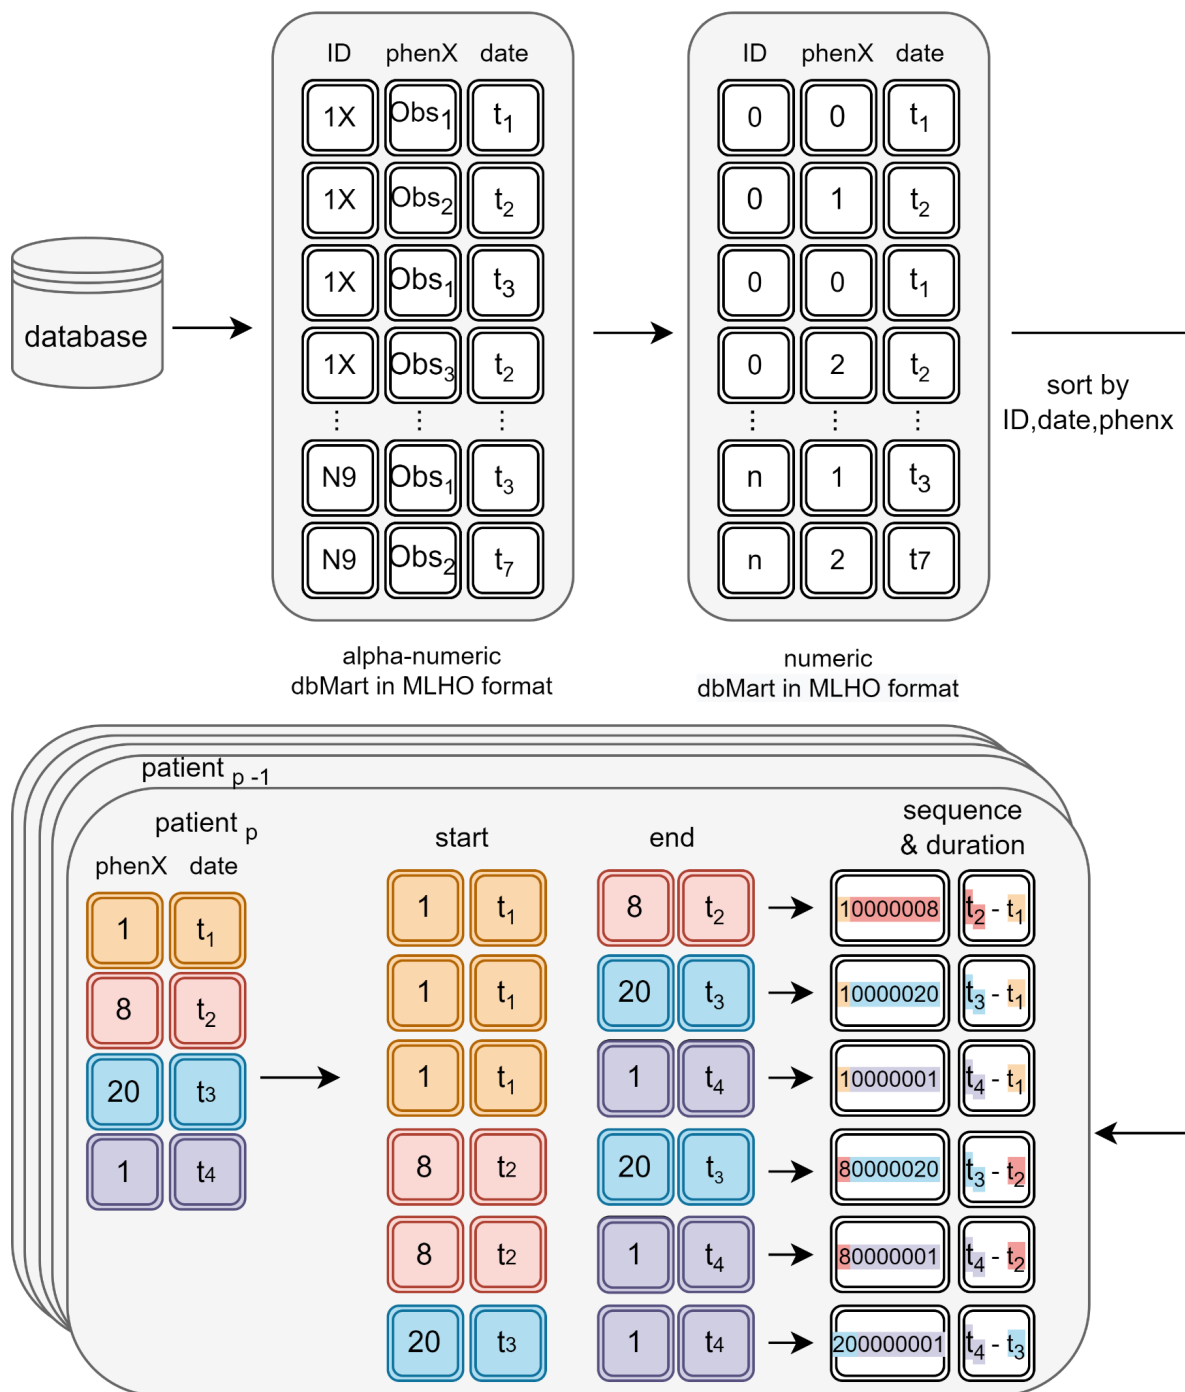 database
ID phenX date
1X Obs1 t1
1X Obs2 t2
1X Obs1 t3
1X Obs3 t2
⋮ ⋮ ⋮
N9 Obs1 t3
N9 Obs2 t7
alpha-numeric
dbMart in MLHO format
ID phenX date
0 0 t1
0 1 t2
0 0 t1
0 2 t2
⋮ ⋮ ⋮
n 1 t3
n 2 t7
numeric
dbMart in MLHO format
sort by
ID,date,phenx
patient p -1
patient p
phenX date
1 t1
8 t2
20 t3
1 t4
start end sequence
& duration
1 t1 8 t2 10000008 t2 - t1
1 t1 20 t3 10000020 t3 - t1
1 t1 1 t4 10000001 t4 - t1
8 t2 20 t3 80000020 t3 - t2
8 t2 1 t4 80000001 t4 - t2
20 t3 1 t4 200000001 t4 - t3